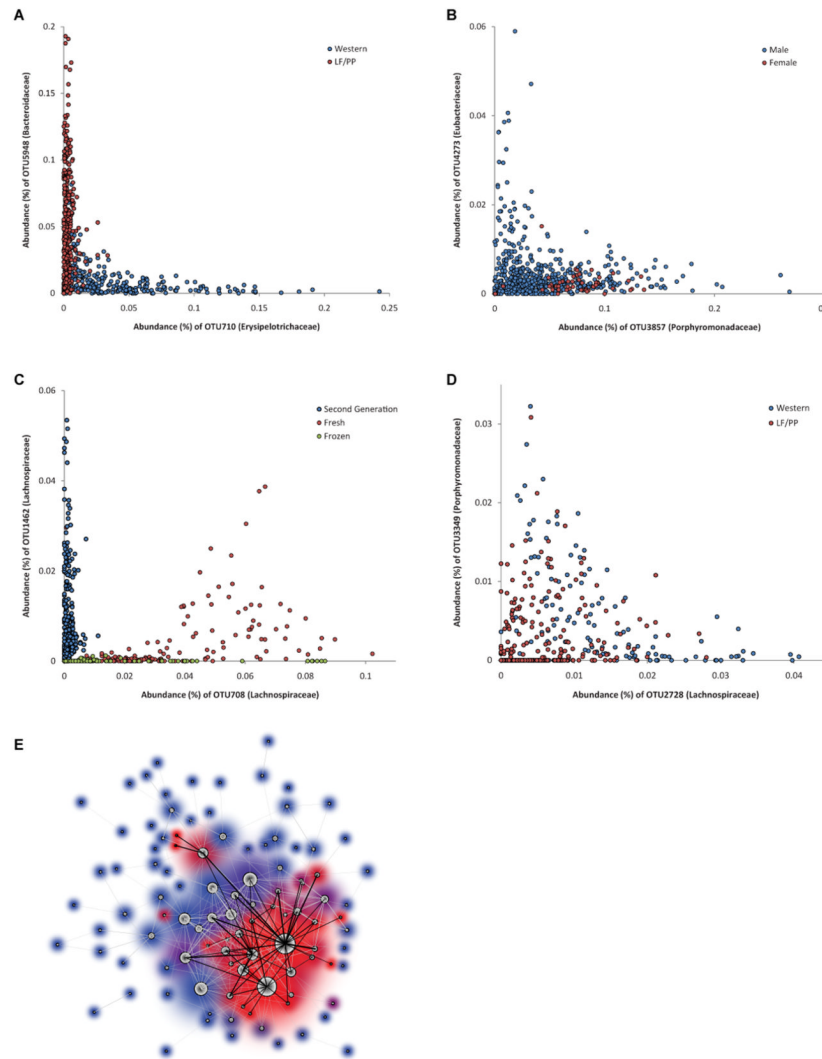 A
0.2
0.15
0.1
0.05
0
0
0.05
0.1
0.15
0.2
0.25
Abundance (%) of OTU5948 (Bacteroidaceae)
Abundance (%) of OTU710 (Erysipelotrichaceae)
Western
LF/PP
B
0.06
0.04
0.02
0
0
0.1
0.2
Abundance (%) of OTU4273 (Eubacteriaceae)
Abundance (%) of OTU3857 (Porphyromonadaceae)
Male
Female
C
0.06
0.04
0.02
0
0
0.02
0.04
0.06
0.08
0.1
Abundance (%) of OTU1462 (Lachnospiraceae)
Abundance (%) of OTU708 (Lachnospiraceae)
Second Generation
Fresh
Frozen
D
0.03
0.02
0.01
0
0
0.01
0.02
0.03
0.04
Abundance (%) of OTU3349 (Porphyromonadaceae)
Abundance (%) of OTU2728 (Lachnospiraceae)
Western
LF/PP
E